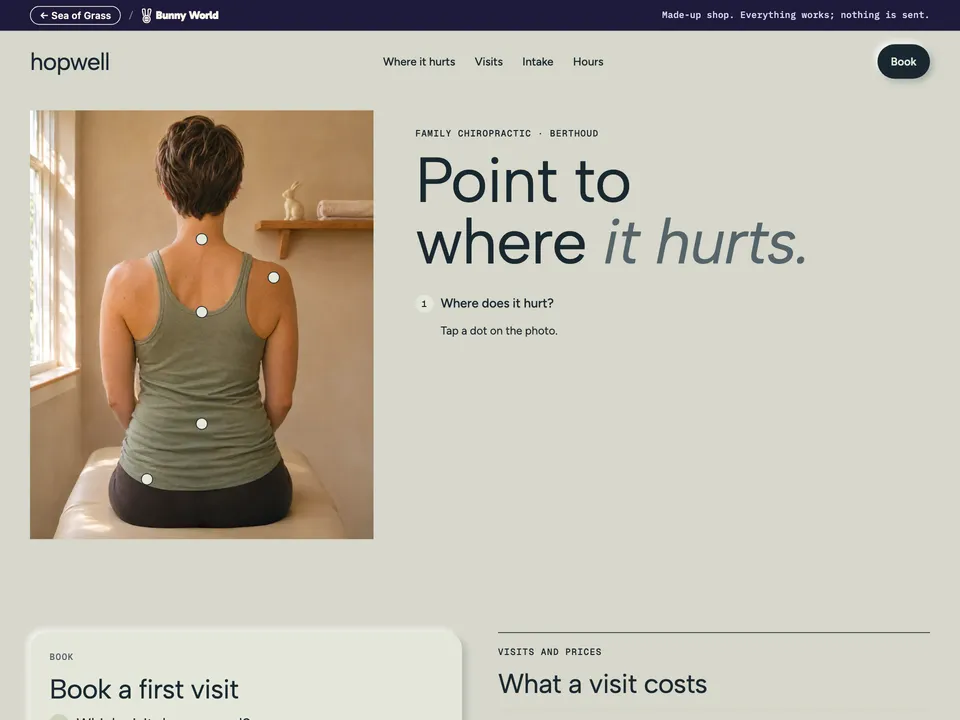 ← Sea of Grass / Bunny World
Made-up shop. Everything works; nothing is sent.
hopwell
Where it hurts Visits Intake Hours
Book
FAMILY CHIROPRACTIC · BERTHOUD
Point to
where it hurts.
1 Where does it hurt?
Tap a dot on the photo.
BOOK
Book a first visit
VISITS AND PRICES
What a visit costs